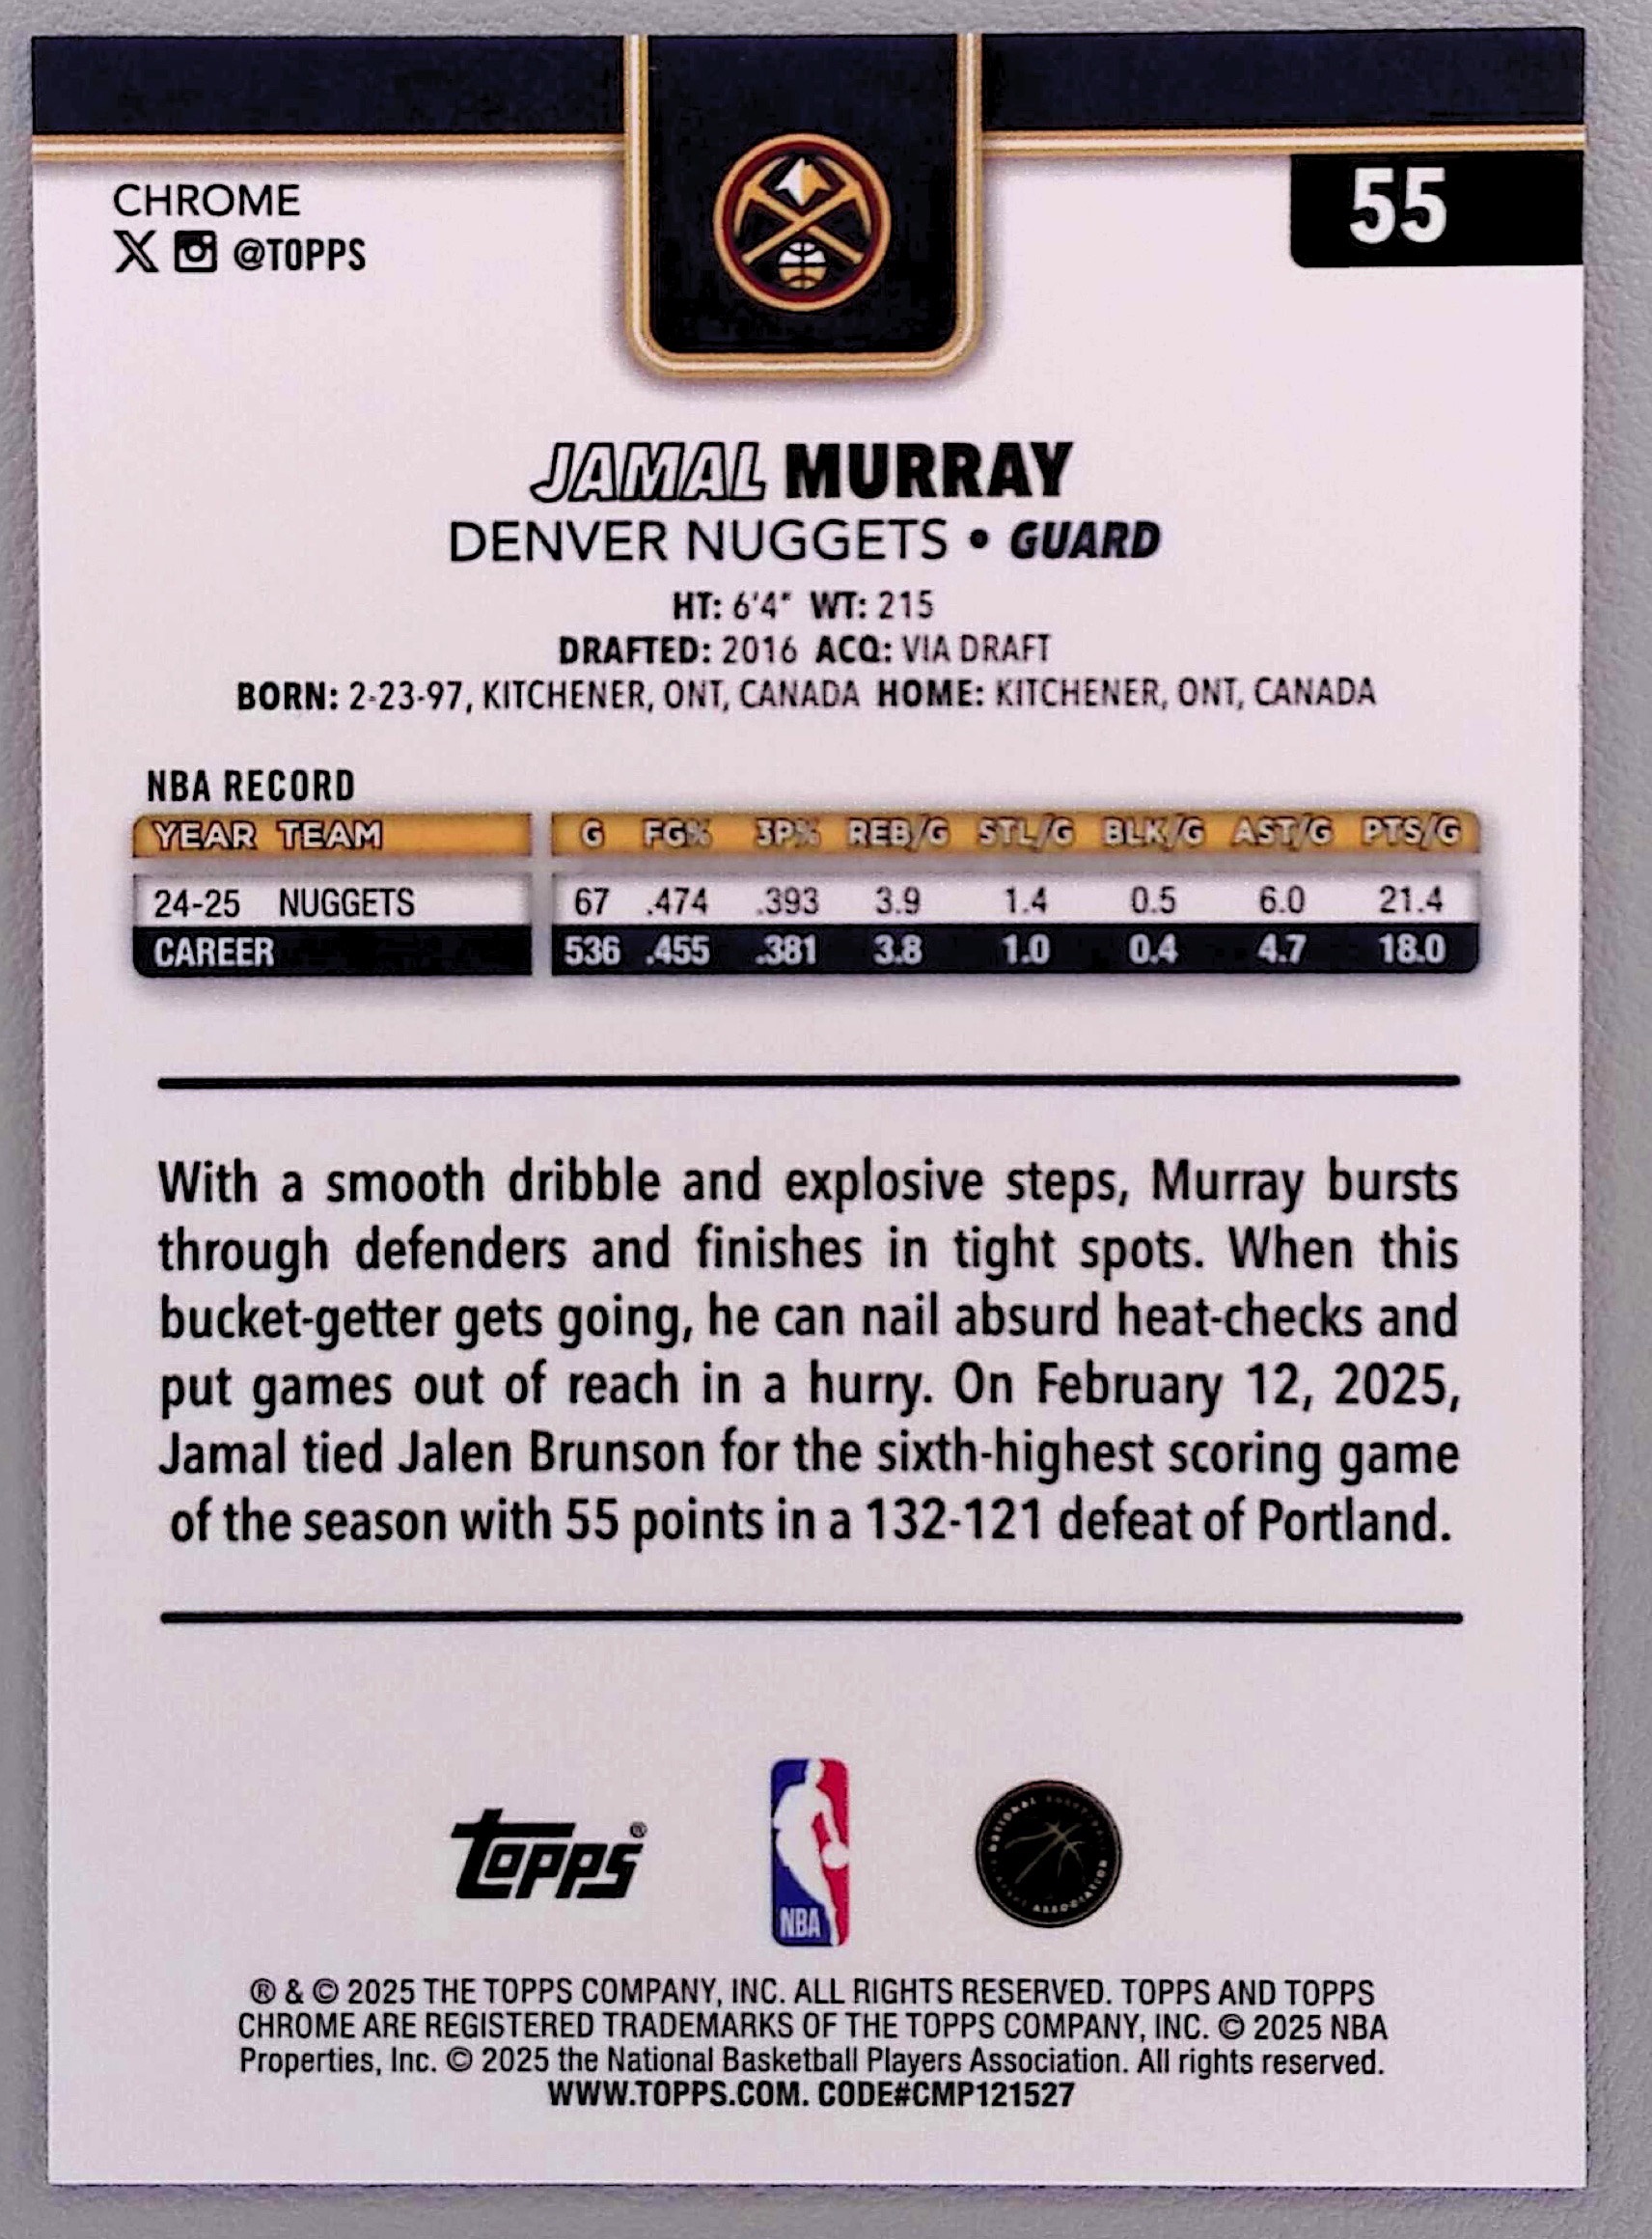 55
CHROME
X @TOPPS
JAMAL MURRAY
DENVER NUGGETS • GUARD
HT: 6'4" WT: 215
DRAFTED: 2016 ACQ: VIA DRAFT
BORN: 2-23-97, KITCHENER, ONT, CANADA HOME: KITCHENER, ONT, CANADA
NBA RECORD
YEAR TEAM G FG% 3P% REB/G STL/G BLK/G AST/G PTS/G
24-25 NUGGETS 67 .474 .393 3.9 1.4 0.5 6.0 21.4
CAREER 536 .455 .381 3.8 1.0 0.4 4.7 18.0
With a smooth dribble and explosive steps, Murray bursts
through defenders and finishes in tight spots. When this
bucket-getter gets going, he can nail absurd heat-checks and
put games out of reach in a hurry. On February 12, 2025,
Jamal tied Jalen Brunson for the sixth-highest scoring game
of the season with 55 points in a 132-121 defeat of Portland.
Topps®
NBA
NATIONAL ASSOCIATION
® & © 2025 THE TOPPS COMPANY, INC. ALL RIGHTS RESERVED. TOPPS AND TOPPS
CHROME ARE REGISTERED TRADEMARKS OF THE TOPPS COMPANY, INC. © 2025 NBA
Properties, Inc. © 2025 the National Basketball Players Association. All rights reserved.
WWW.TOPPS.COM. CODE#CMP121527